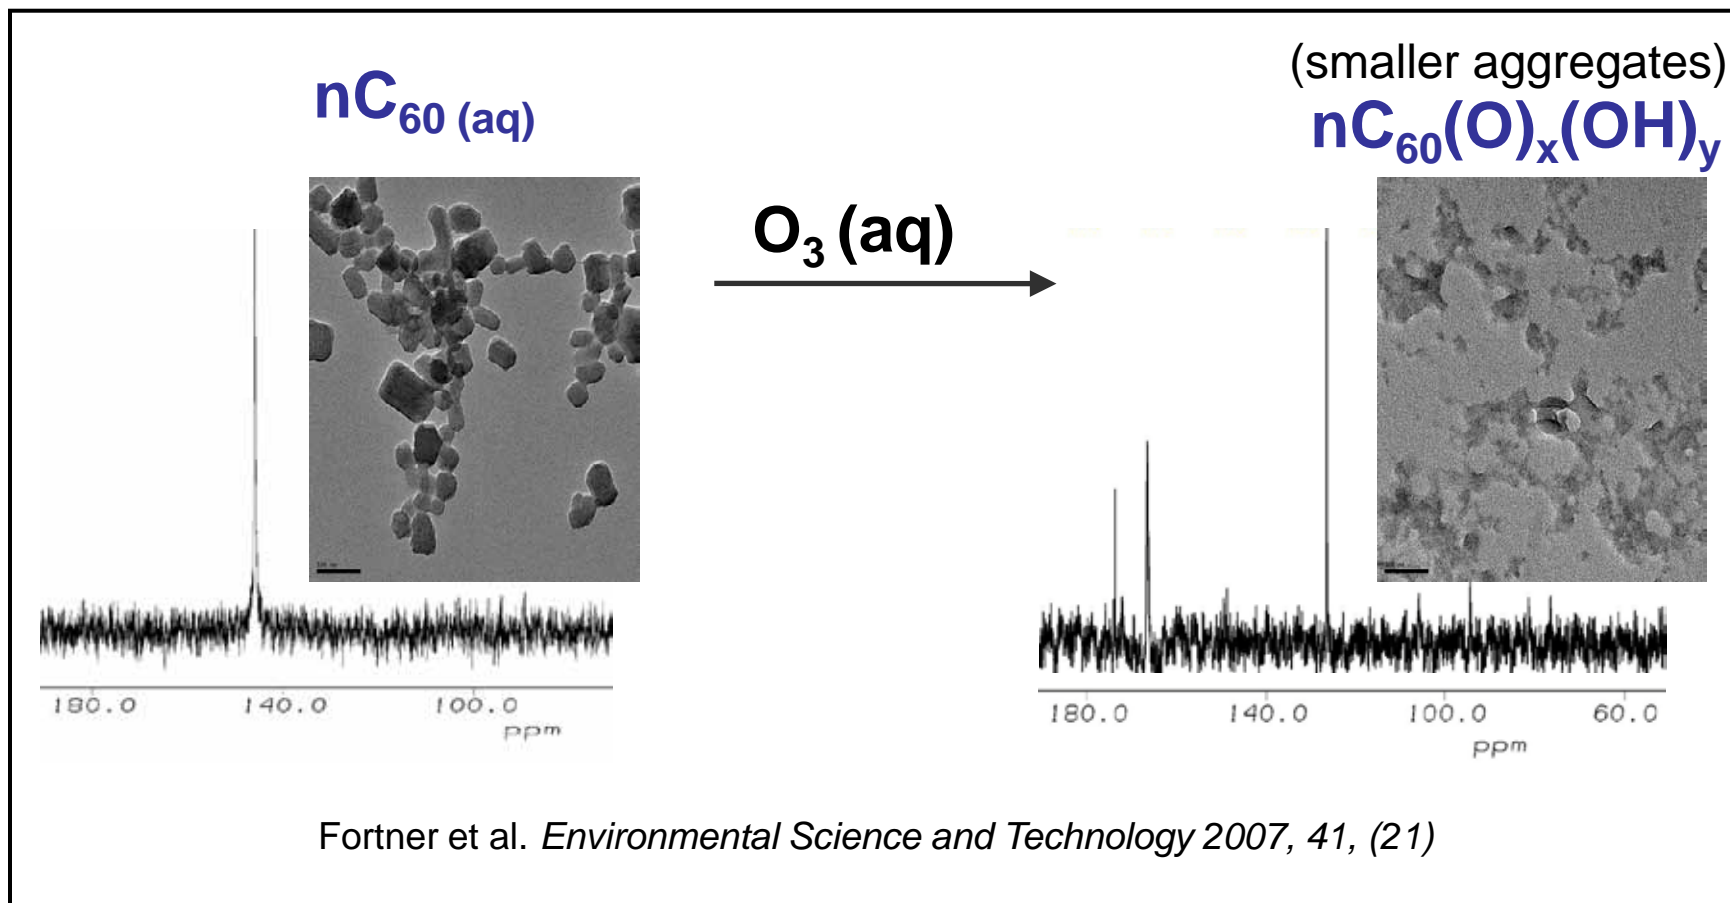 nC60 (aq)
(smaller aggregates)
nC60(O)x(OH)y
O3 (aq)
180.0 140.0 100.0
ppm
180.0 140.0 100.0 60.0
ppm
Fortner et al. Environmental Science and Technology 2007, 41, (21)